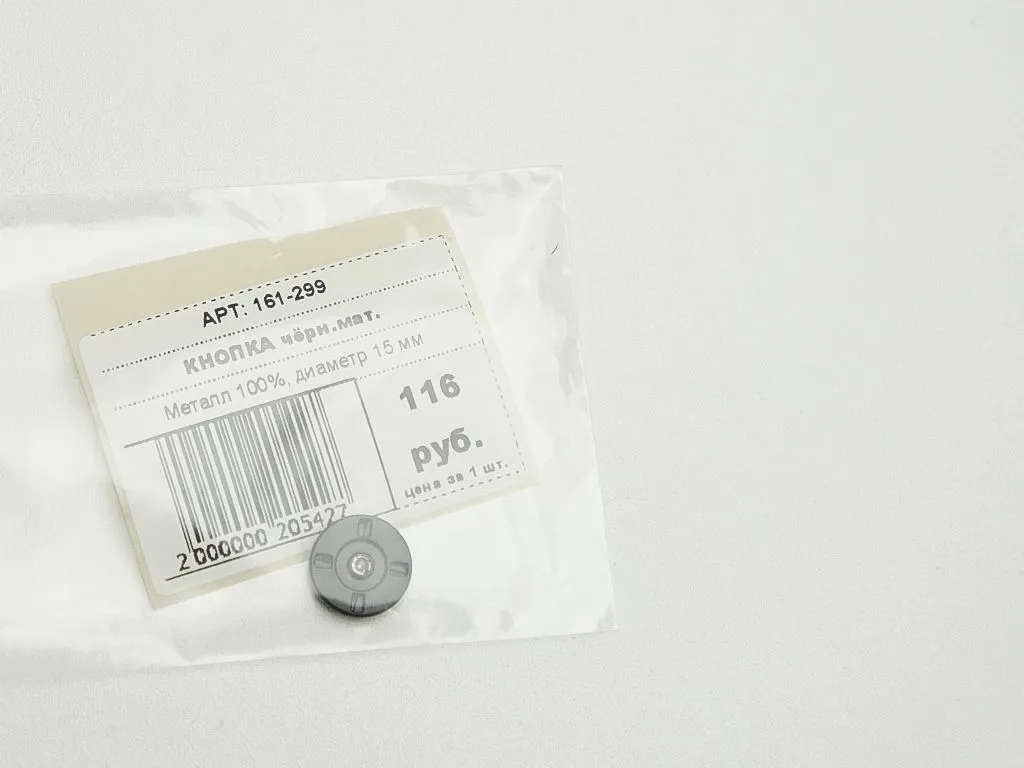 АРТ: 161-299
КНОПКА чёрн.мат.
Металл 100%, диаметр 15 мм
116
руб.
цена за 1 шт.
2 000000 205427